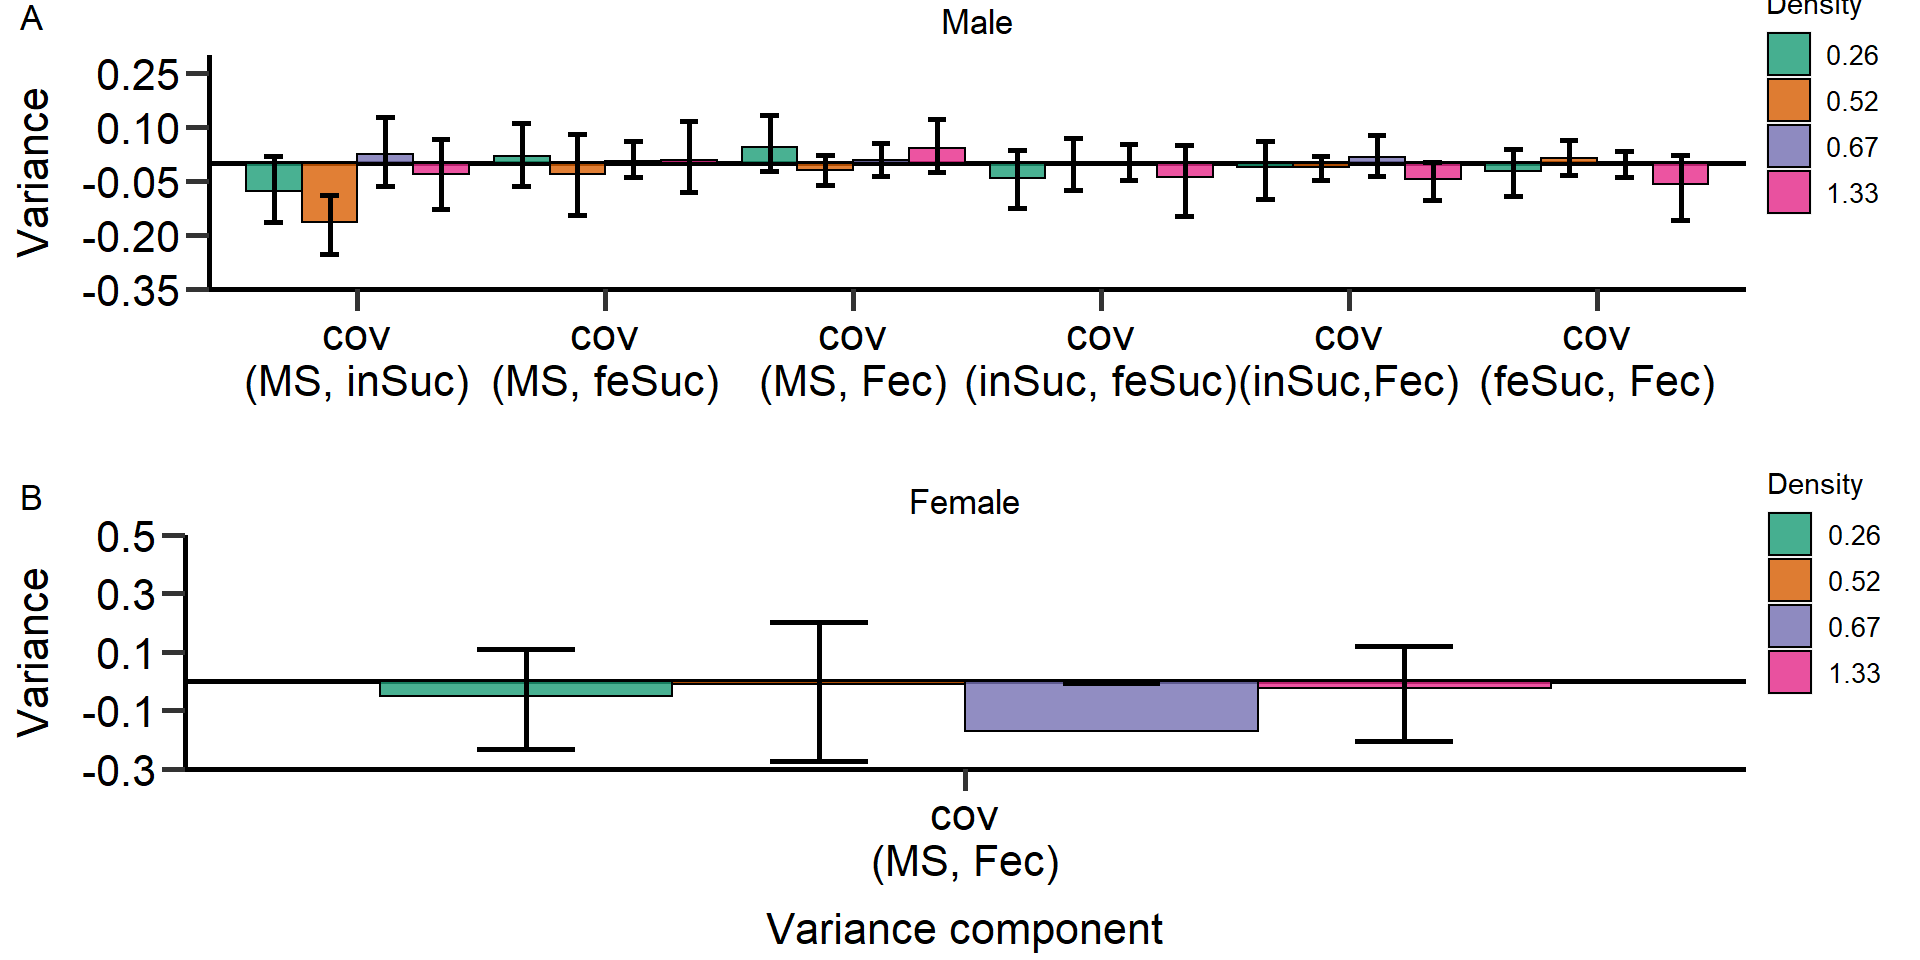 A
Male
Density
0.26
0.52
0.67
1.33
Variance
0.25
0.10
-0.05
-0.20
-0.35
cov
(MS, inSuc)
cov
(MS, feSuc)
cov
(MS, Fec)
cov
(inSuc, feSuc)
cov
(inSuc,Fec)
cov
(feSuc, Fec)
B
Female
Density
0.26
0.52
0.67
1.33
Variance
0.5
0.3
0.1
-0.1
-0.3
cov
(MS, Fec)
Variance component